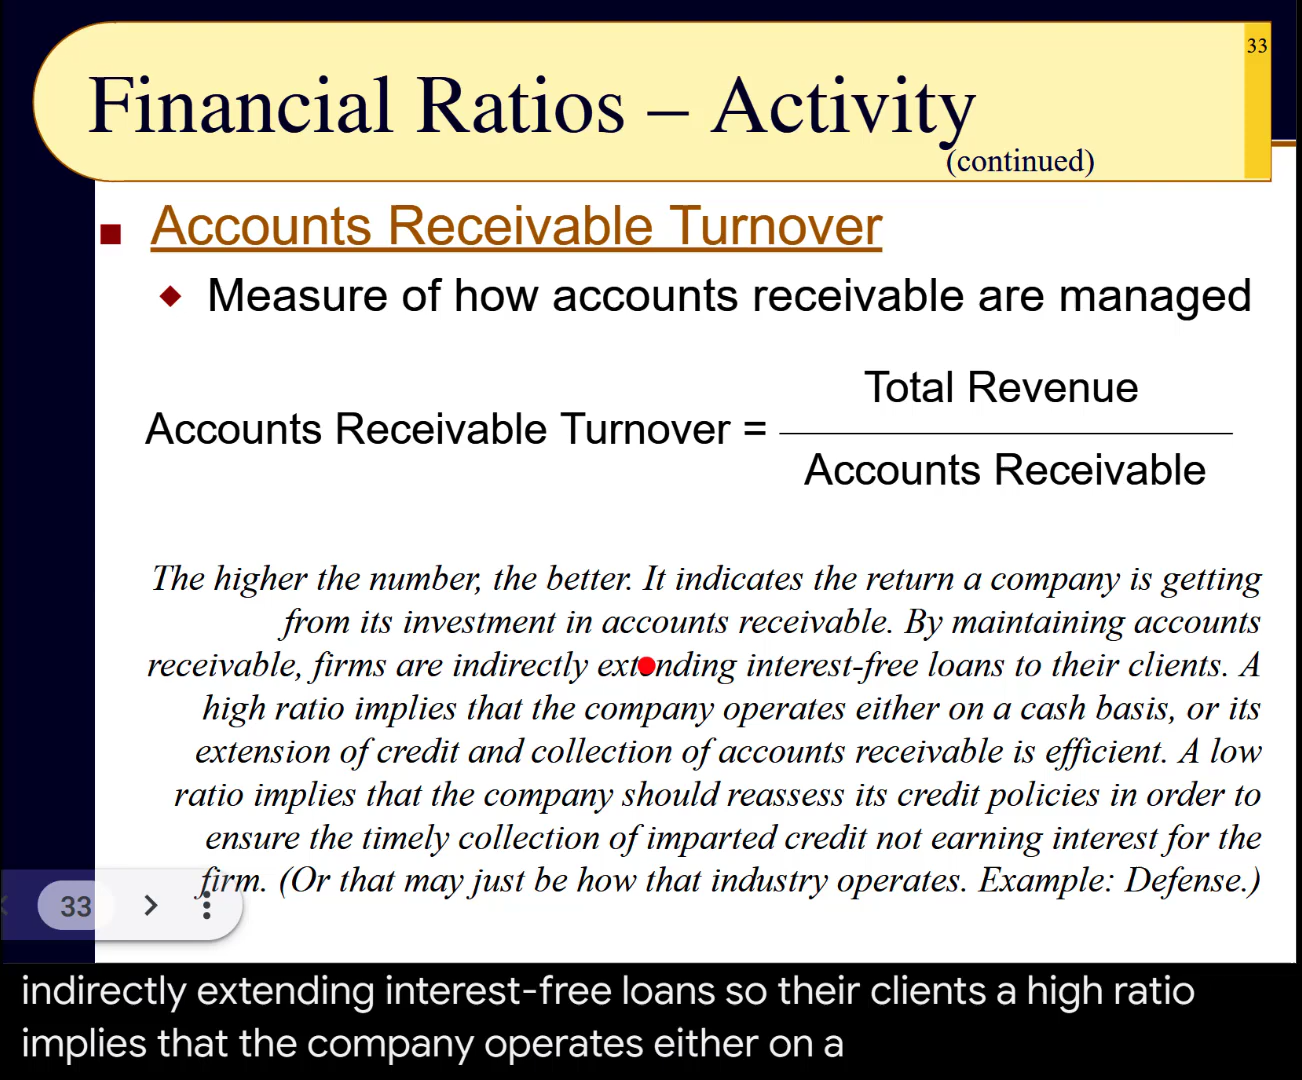 33
Financial Ratios – Activity
(continued)
Accounts Receivable Turnover
Measure of how accounts receivable are managed
Accounts Receivable Turnover = Total Revenue
Accounts Receivable
The higher the number, the better. It indicates the return a company is getting
from its investment in accounts receivable. By maintaining accounts
receivable, firms are indirectly extending interest-free loans to their clients. A
high ratio implies that the company operates either on a cash basis, or its
extension of credit and collection of accounts receivable is efficient. A low
ratio implies that the company should reassess its credit policies in order to
ensure the timely collection of imparted credit not earning interest for the
firm. (Or that may just be how that industry operates. Example: Defense.)
33
indirectly extending interest-free loans so their clients a high ratio
implies that the company operates either on a